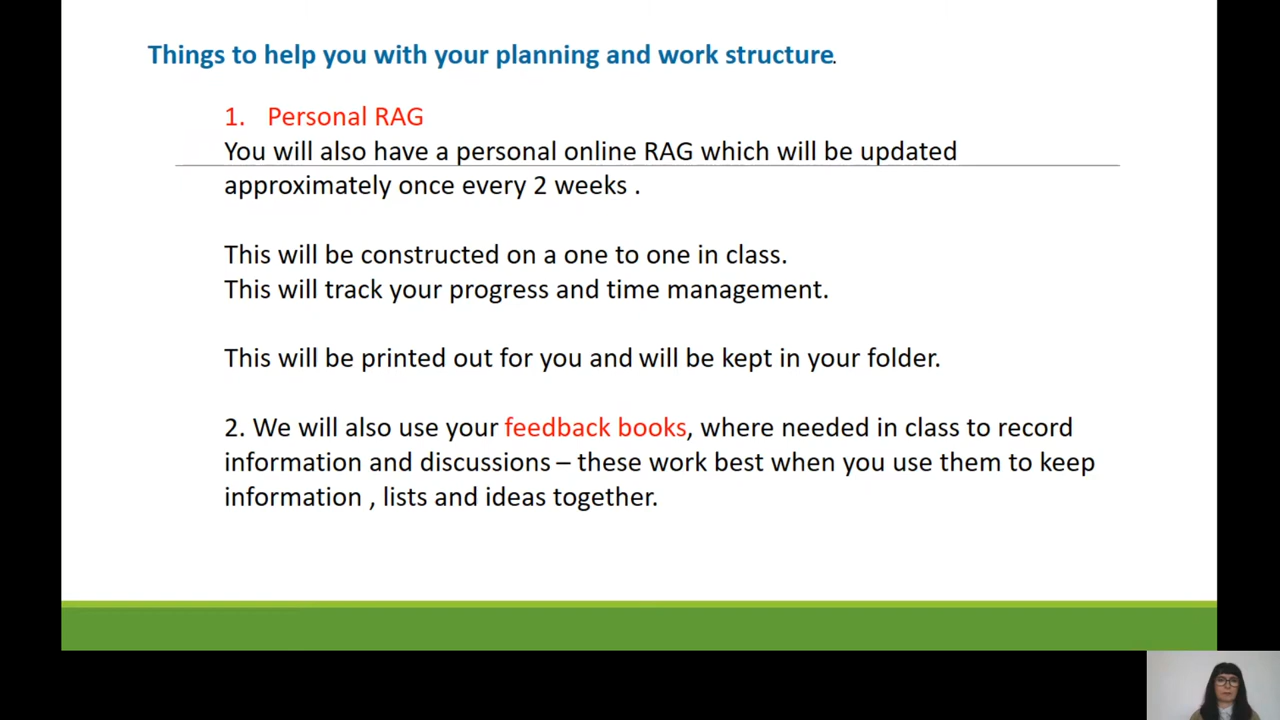 Things to help you with your planning and work structure.
1. Personal RAG
You will also have a personal online RAG which will be updated
approximately once every 2 weeks .
This will be constructed on a one to one in class.
This will track your progress and time management.
This will be printed out for you and will be kept in your folder.
2. We will also use your feedback books, where needed in class to record
information and discussions – these work best when you use them to keep
information , lists and ideas together.